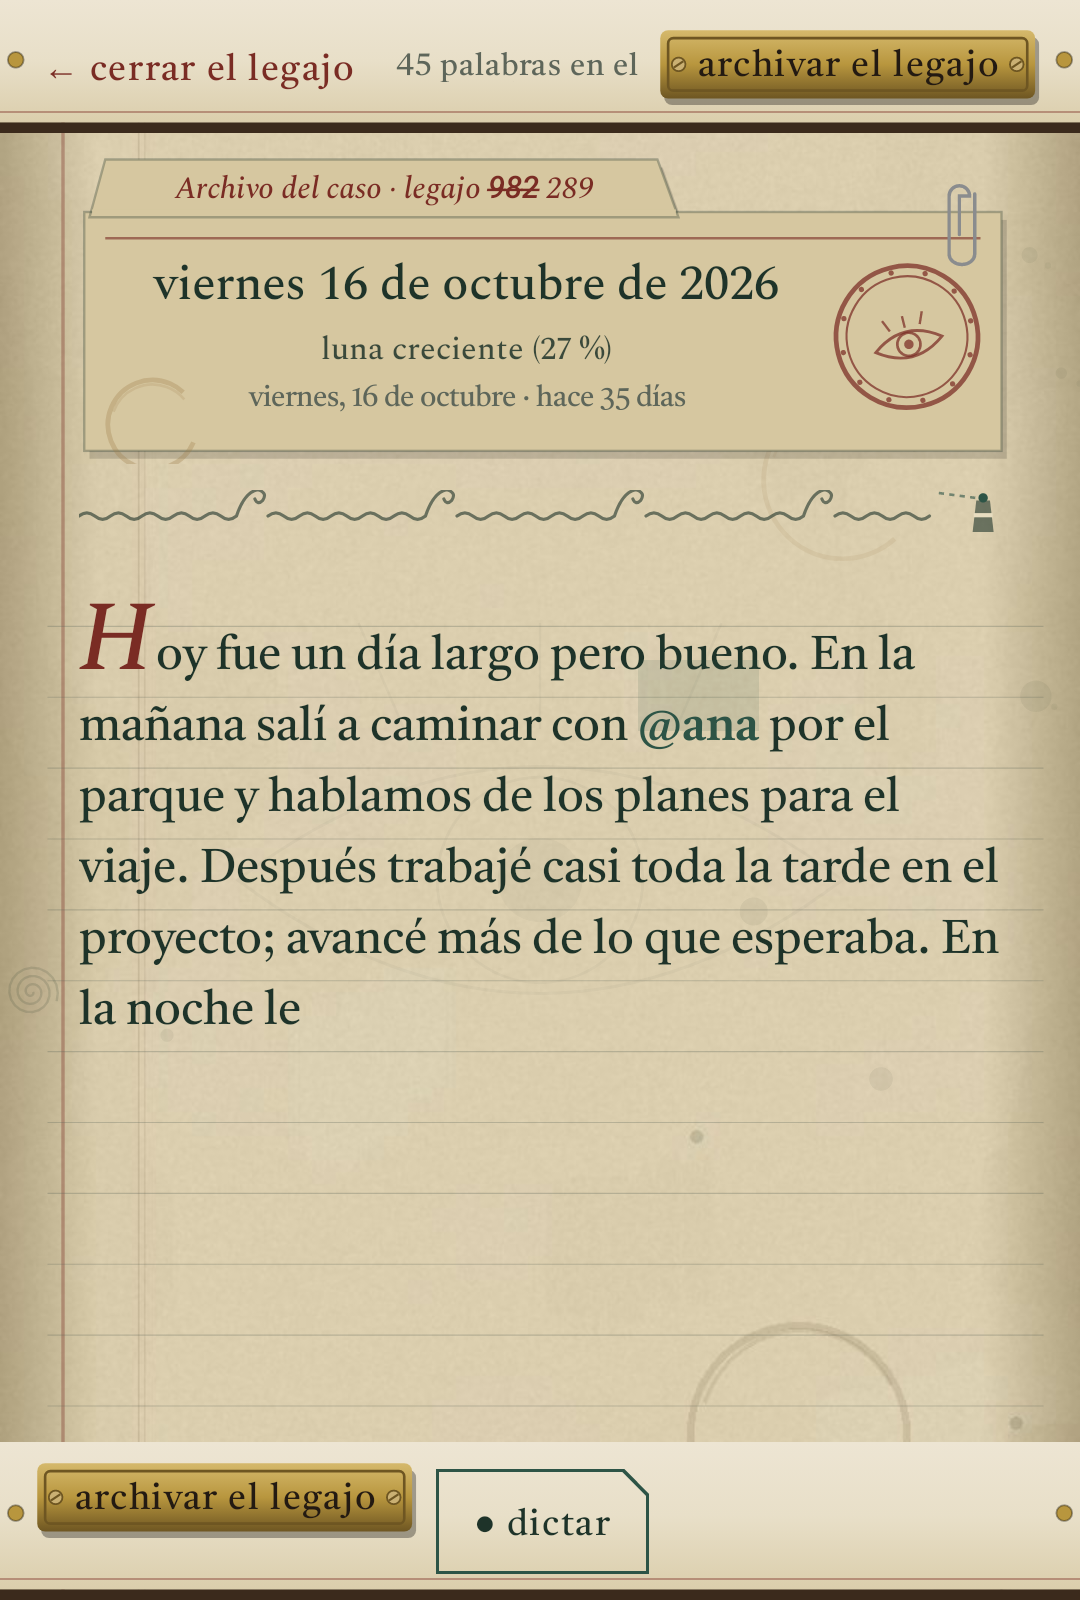 ← cerrar el legajo
45 palabras en el
archivar el legajo
Archivo del caso · legajo 982 289
viernes 16 de octubre de 2026
luna creciente (27 %)
viernes, 16 de octubre · hace 35 días
Hoy fue un día largo pero bueno. En la
mañana salí a caminar con @ana por el
parque y hablamos de los planes para el
viaje. Después trabajé casi toda la tarde en el
proyecto; avancé más de lo que esperaba. En
la noche le
archivar el legajo
• dictar